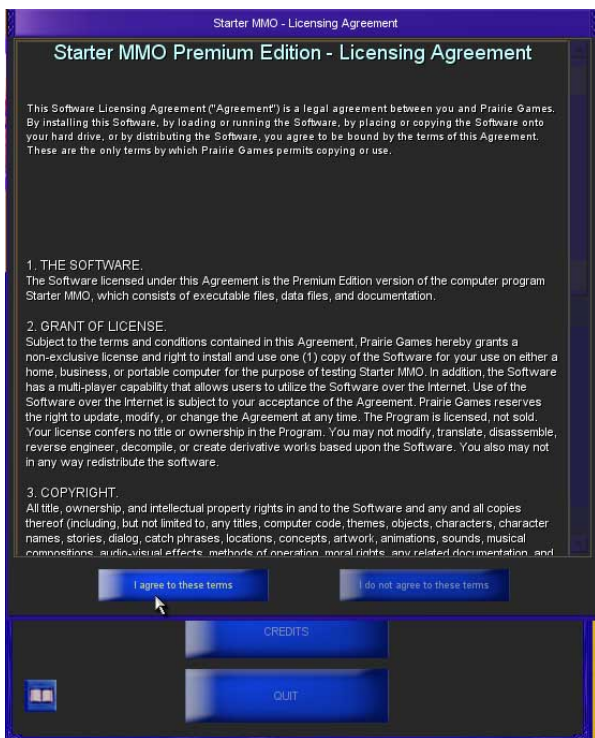 Starter MMO - Licensing Agreement
Starter MMO Premium Edition - Licensing Agreement
This Software Licensing Agreement ("Agreement") is a legal agreement between you and Prairie Games.
By installing this Software, by loading or running the Software, by placing or copying the Software onto
your hard drive, or by distributing the Software, you agree to be bound by the terms of this Agreement.
These are the only terms by which Prairie Games permits copying or use.
1. THE SOFTWARE.
The Software licensed under this Agreement is the Premium Edition version of the computer program
Starter MMO, which consists of executable files, data files, and documentation.
2. GRANT OF LICENSE.
Subject to the terms and conditions contained in this Agreement, Prairie Games hereby grants a
non-exclusive license and right to install and use one (1) copy of the Software for your use on either a
home, business, or portable computer for the purpose of testing Starter MMO. In addition, the Software
has a multi-player capability that allows users to utilize the Software over the Internet. Use of the
Software over the Internet is subject to your acceptance of the Agreement. Prairie Games reserves
the right to update, modify, or change the Agreement at any time. The Program is licensed, not sold.
Your license confers no title or ownership in the Program. You may not modify, translate, disassemble,
reverse engineer, decompile, or create derivative works based upon the Software. You also may not
in any way redistribute the software.
3. COPYRIGHT.
All title, ownership, and intellectual property rights in and to the Software and any and all copies
thereof (including, but not limited to, any titles, computer code, themes, objects, characters, character
names, stories, dialog, catch phrases, locations, concepts, artwork, animations, sounds, musical
compositions, audio-visual effects, methods of operation, moral rights, any related documentation, and
I agree to these terms
I do not agree to these terms
CREDITS
QUIT